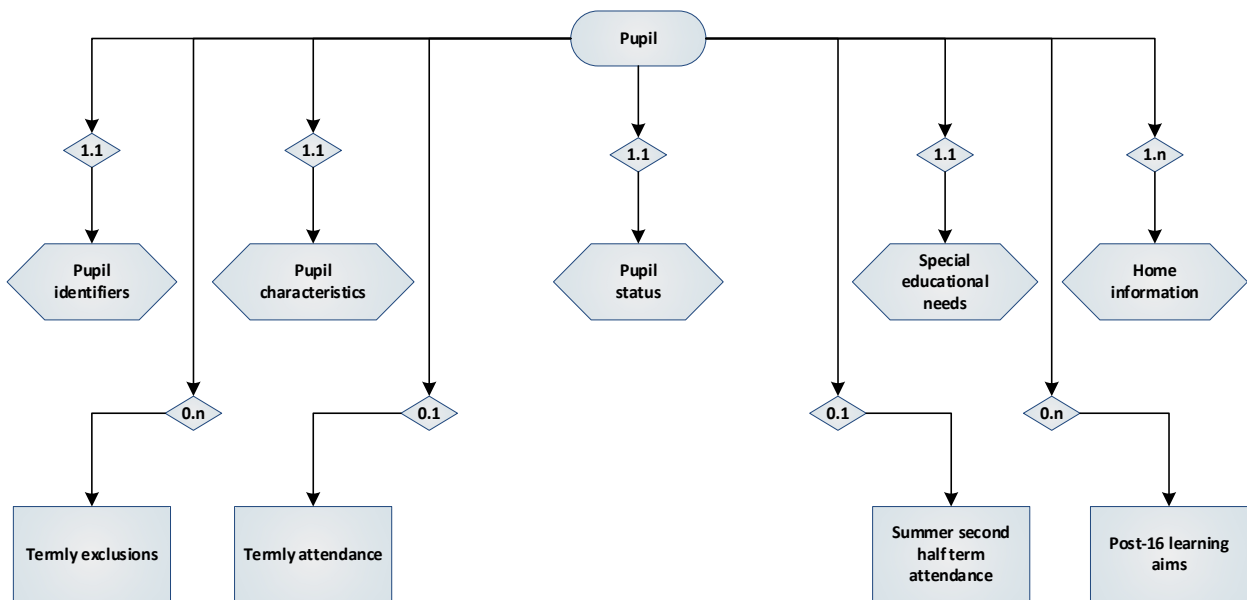 Pupil
1.1
1.1
1.1
1.1
1.n
Pupil
identifiers
Pupil
characteristics
Pupil
status
Special
educational
needs
Home
information
0.n
0.1
0.1
0.n
Termly exclusions
Termly attendance
Summer second
half term
attendance
Post-16 learning
aims